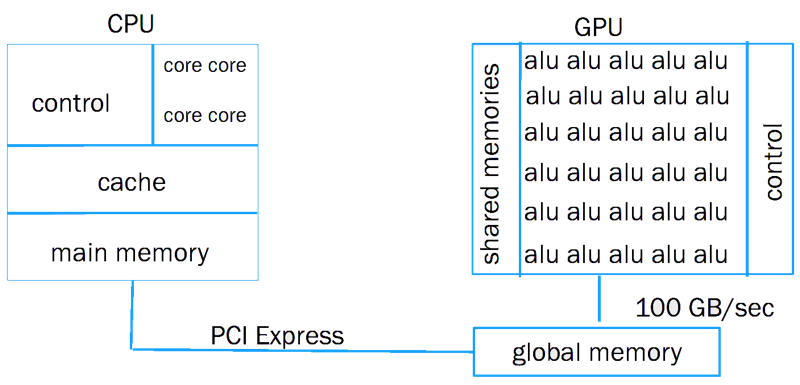 CPU
control
core core
core core
cache
main memory
PCI Express
GPU
shared memories
alu alu alu alu alu
alu alu alu alu alu
alu alu alu alu alu
alu alu alu alu alu
alu alu alu alu alu
alu alu alu alu alu
control
100 GB/sec
global memory